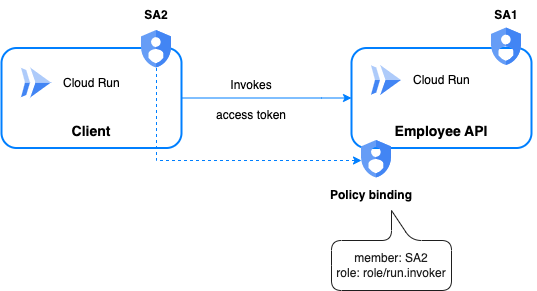 SA2
SA1
Cloud Run
Client
Invokes
access token
Cloud Run
Employee API
Policy binding
member: SA2
role: role/run.invoker